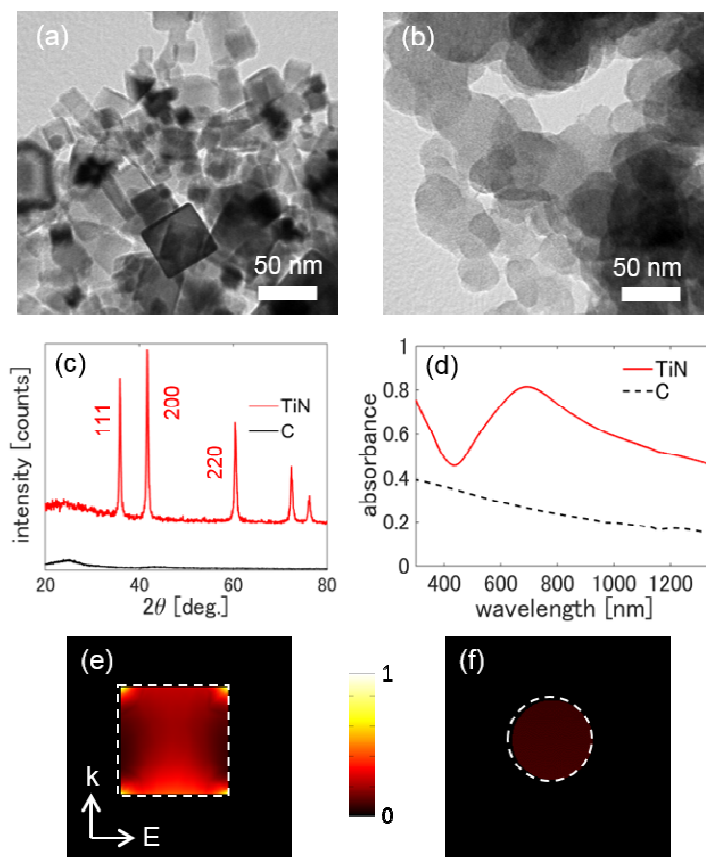 (a)
50 nm
(b)
50 nm
(c)
intensity [counts]
111
200
220
TiN
C
20
40
60
80
2θ [deg.]
(d)
absorbance
1
0.8
0.6
0.4
0.2
0
TiN
C
400
600
800
1000
1200
wavelength [nm]
(e)
k
E
1
0
(f)